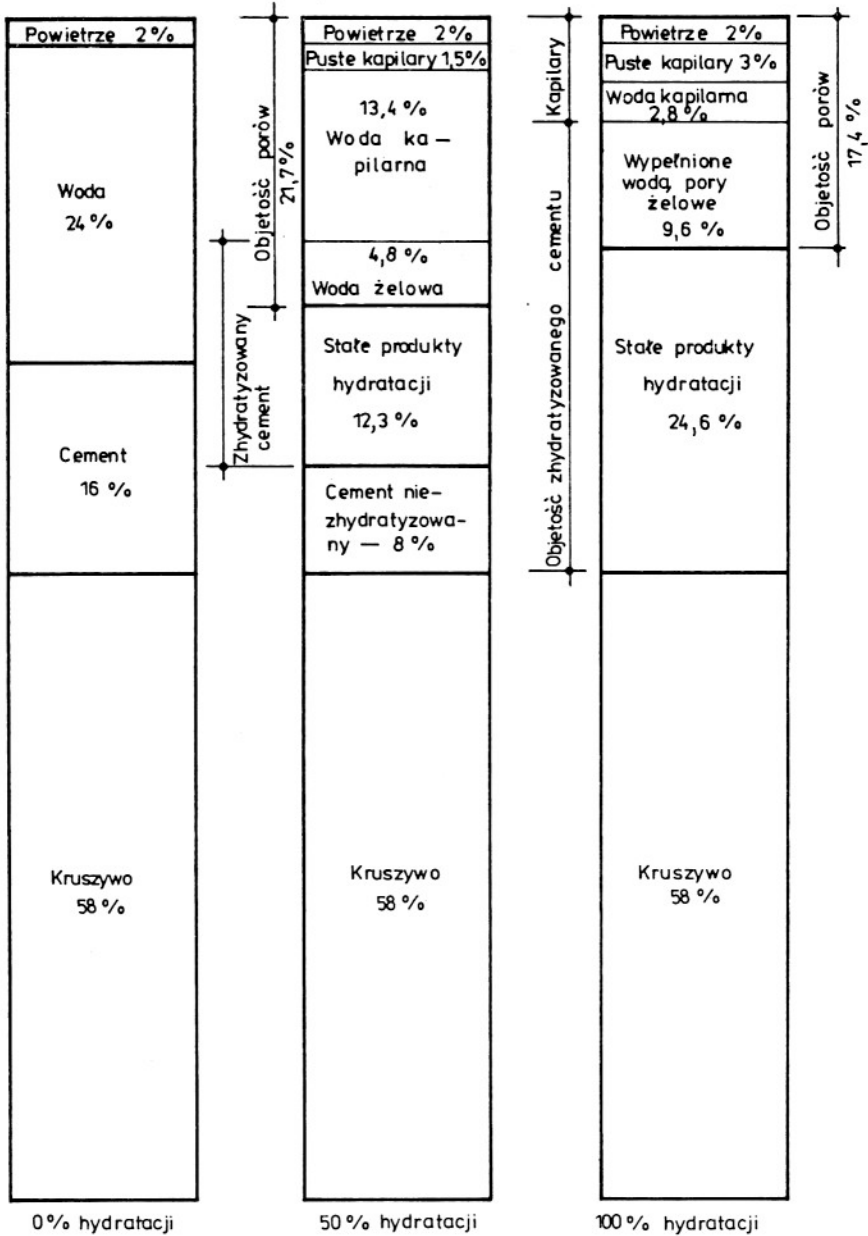 Powietrze 2%
Woda
24%
Cement
16 %
Kruszywo
58 %
0% hydratacji
Objętość porów
21,7%
Zhydratyzowany
cement
Powietrze 2%
Puste kapilary 1,5%
13,4 %
Woda ka –
pilarna
4,8 %
Woda żelowa
Stałe produkty
hydratacji
12,3 %
Cement nie-
zhydratyzowa-
ny — 8 %
Kruszywo
58 %
50 % hydratacji
Kapilary
Objetość zhydratyzowanego cementu
Powietrze 2%
Puste kapilary 3%
Woda kapilarna
2,8 %
Wypełnione
wodą pory
żelowe
9,6 %
Stałe produkty
hydratacji
24,6 %
Kruszywo
58 %
100 % hydratacji
Objetość porów
17,4 %